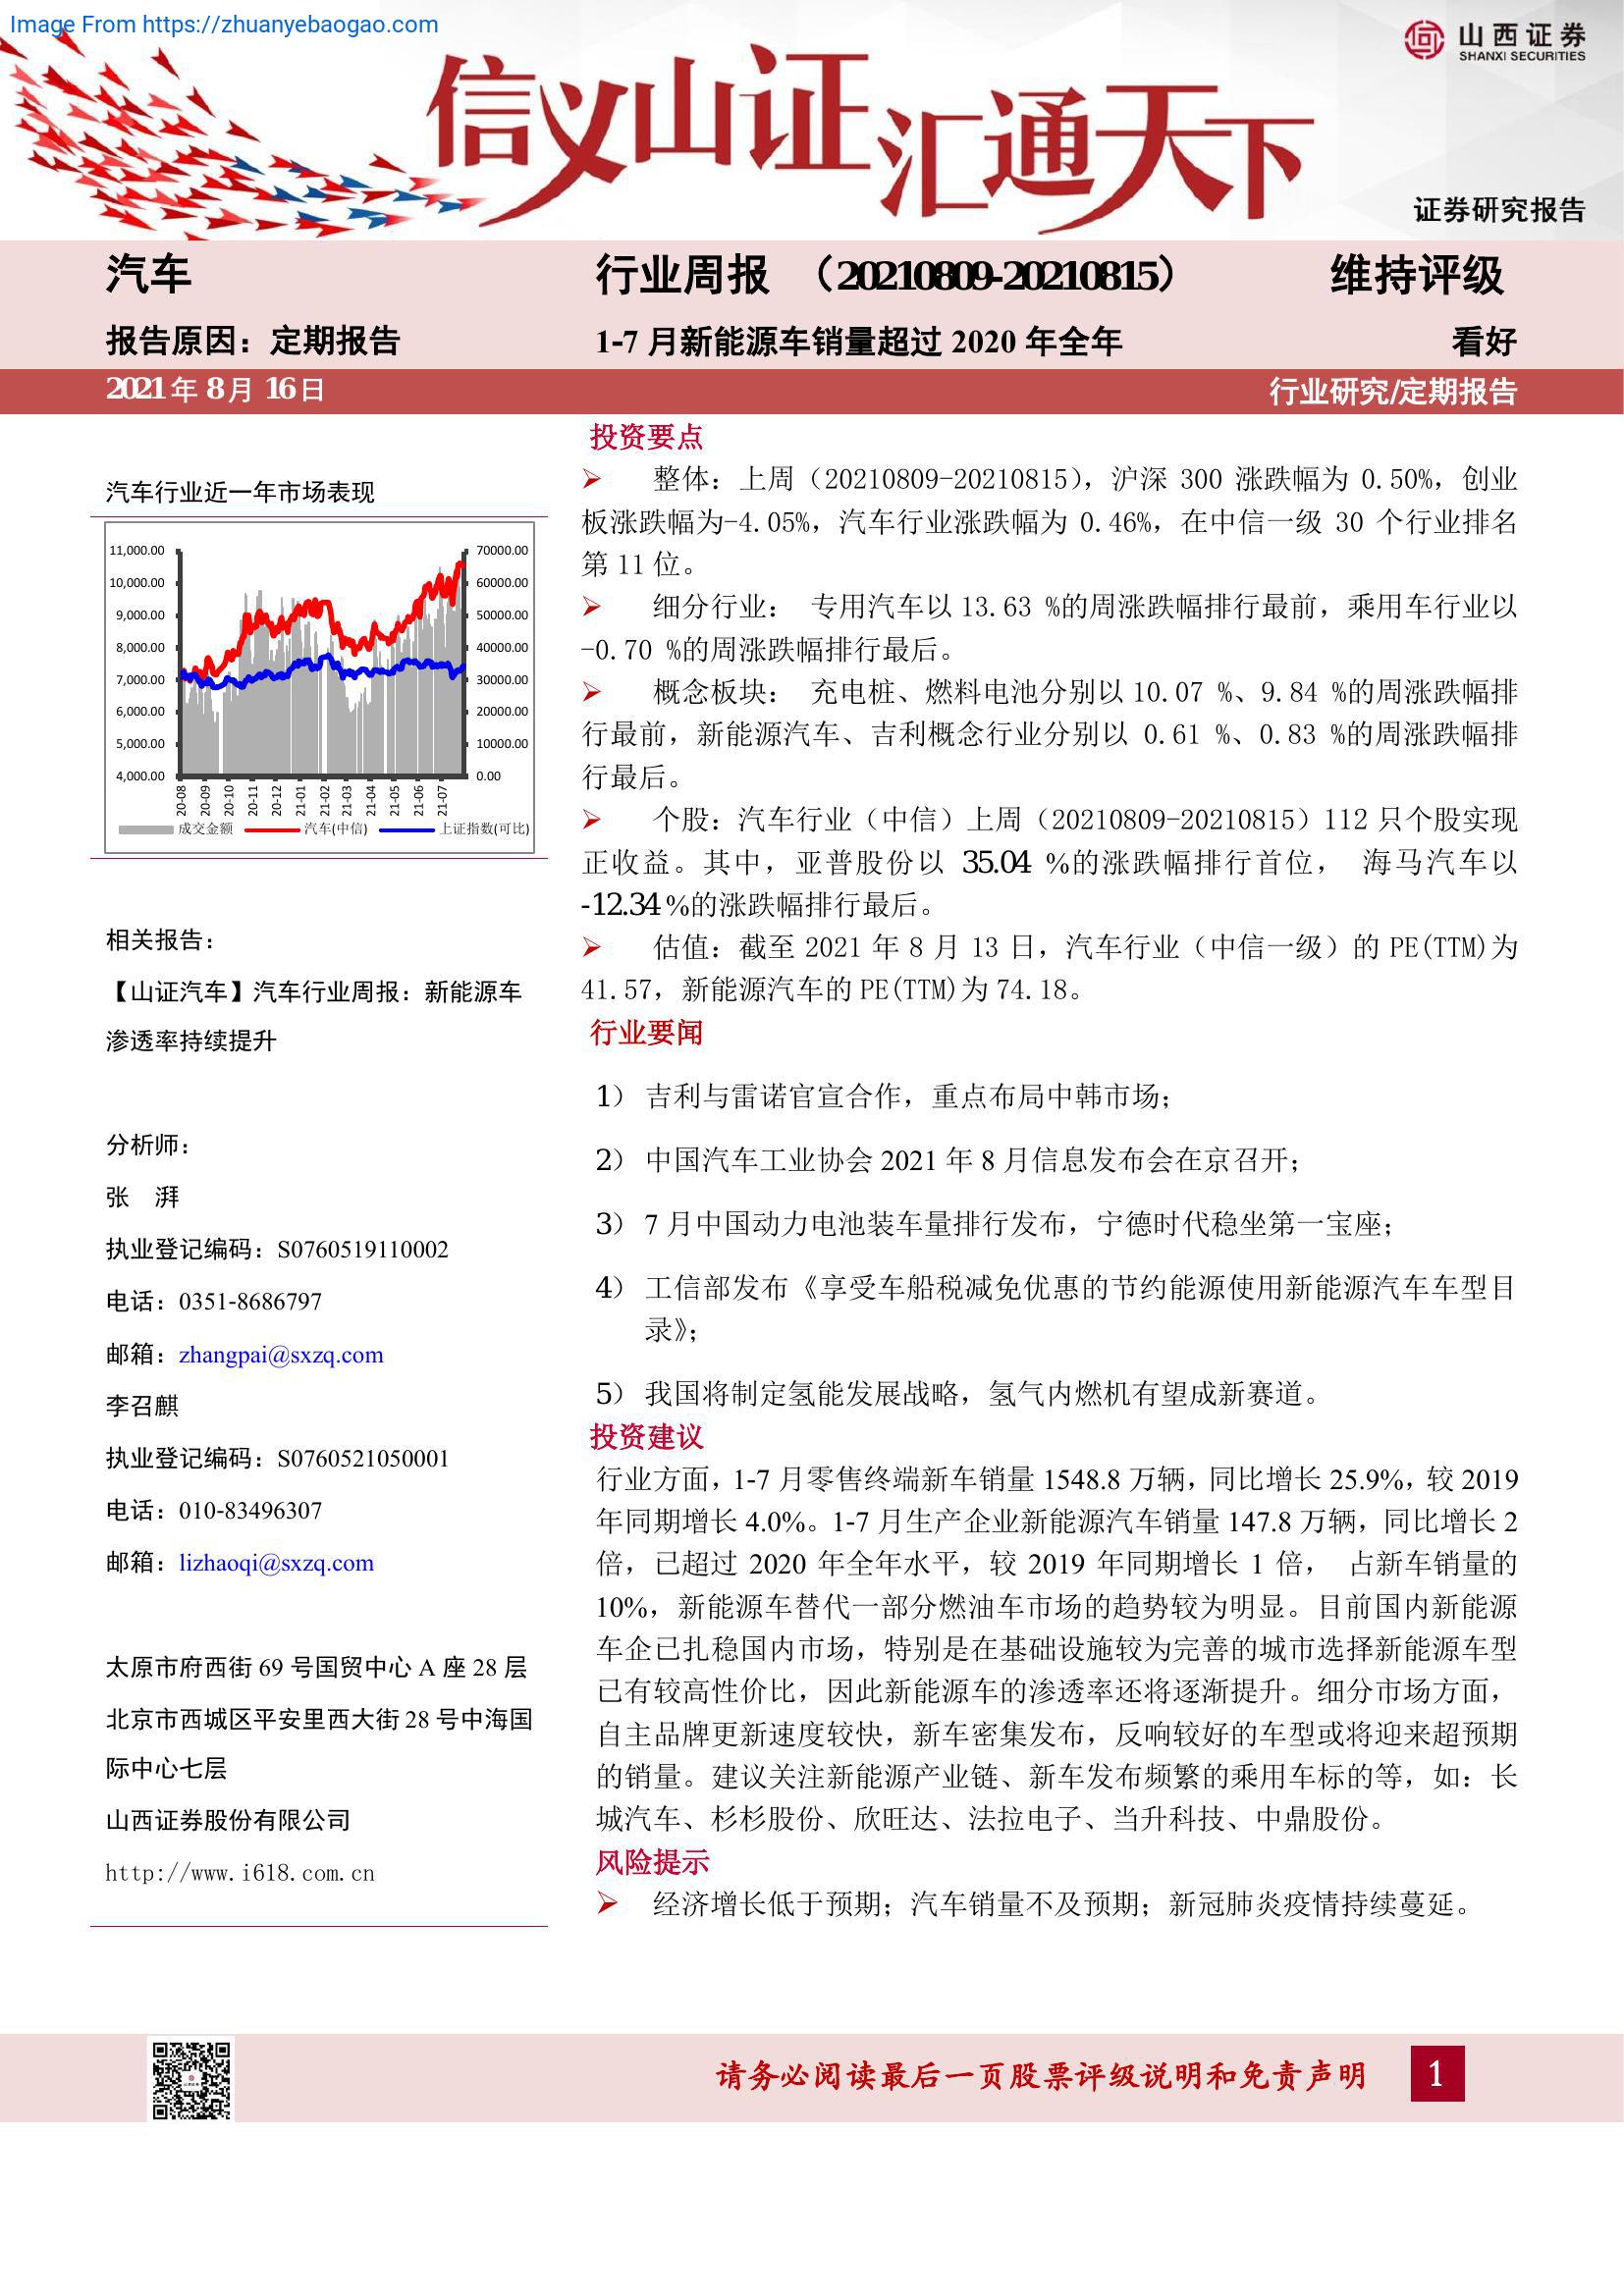 Image From https://zhuanyebaogao.com
山西证券
SHANXI SECURITIES
信义山证汇通天下
证券研究报告
汽车
行业周报 （20210809-20210815）
维持评级
报告原因：定期报告
1-7 月新能源车销量超过 2020 年全年
看好
2021 年 8 月 16 日
行业研究/定期报告
汽车行业近一年市场表现
11,000.00
10,000.00
9,000.00
8,000.00
7,000.00
6,000.00
5,000.00
4,000.00
70000.00
60000.00
50000.00
40000.00
30000.00
20000.00
10000.00
0.00
20-08
20-09
20-10
20-11
20-12
21-01
21-02
21-03
21-04
21-05
21-06
21-07
成交金额
汽车(中信)
上证指数(可比)
相关报告：
【山证汽车】汽车行业周报：新能源车
渗透率持续提升
分析师：
张 湃
执业登记编码：S0760519110002
电话：0351-8686797
邮箱：zhangpai@sxzq.com
李召麒
执业登记编码：S0760521050001
电话：010-83496307
邮箱：lizhaoqi@sxzq.com
太原市府西街 69 号国贸中心 A 座 28 层
北京市西城区平安里西大街 28 号中海国
际中心七层
山西证券股份有限公司
http://www.i618.com.cn
投资要点
整体：上周（20210809-20210815），沪深 300 涨跌幅为 0.50%，创业
板涨跌幅为-4.05%，汽车行业涨跌幅为 0.46%，在中信一级 30 个行业排名
第 11 位。
细分行业： 专用汽车以 13.63 %的周涨跌幅排行最前，乘用车行业以
-0.70 %的周涨跌幅排行最后。
概念板块： 充电桩、燃料电池分别以 10.07 %、9.84 %的周涨跌幅排
行最前，新能源汽车、吉利概念行业分别以 0.61 %、0.83 %的周涨跌幅排
行最后。
个股：汽车行业（中信）上周（20210809-20210815）112 只个股实现
正收益。其中，亚普股份以 35.04 %的涨跌幅排行首位， 海马汽车以
-12.34 %的涨跌幅排行最后。
估值：截至 2021 年 8 月 13 日，汽车行业（中信一级）的 PE(TTM)为
41.57，新能源汽车的 PE(TTM)为 74.18。
行业要闻
1） 吉利与雷诺官宣合作，重点布局中韩市场；
2） 中国汽车工业协会 2021 年 8 月信息发布会在京召开；
3） 7 月中国动力电池装车量排行发布，宁德时代稳坐第一宝座；
4） 工信部发布《享受车船税减免优惠的节约能源使用新能源汽车车型目
录》；
5） 我国将制定氢能发展战略，氢气内燃机有望成新赛道。
投资建议
行业方面，1-7 月零售终端新车销量 1548.8 万辆，同比增长 25.9%，较 2019
年同期增长 4.0%。1-7 月生产企业新能源汽车销量 147.8 万辆，同比增长 2
倍，已超过 2020 年全年水平，较 2019 年同期增长 1 倍， 占新车销量的
10%，新能源车替代一部分燃油车市场的趋势较为明显。目前国内新能源
车企已扎稳国内市场，特别是在基础设施较为完善的城市选择新能源车型
已有较高性价比，因此新能源车的渗透率还将逐渐提升。细分市场方面，
自主品牌更新速度较快，新车密集发布，反响较好的车型或将迎来超预期
的销量。建议关注新能源产业链、新车发布频繁的乘用车标的等，如：长
城汽车、杉杉股份、欣旺达、法拉电子、当升科技、中鼎股份。
风险提示
经济增长低于预期；汽车销量不及预期；新冠肺炎疫情持续蔓延。
请务必阅读最后一页股票评级说明和免责声明
1